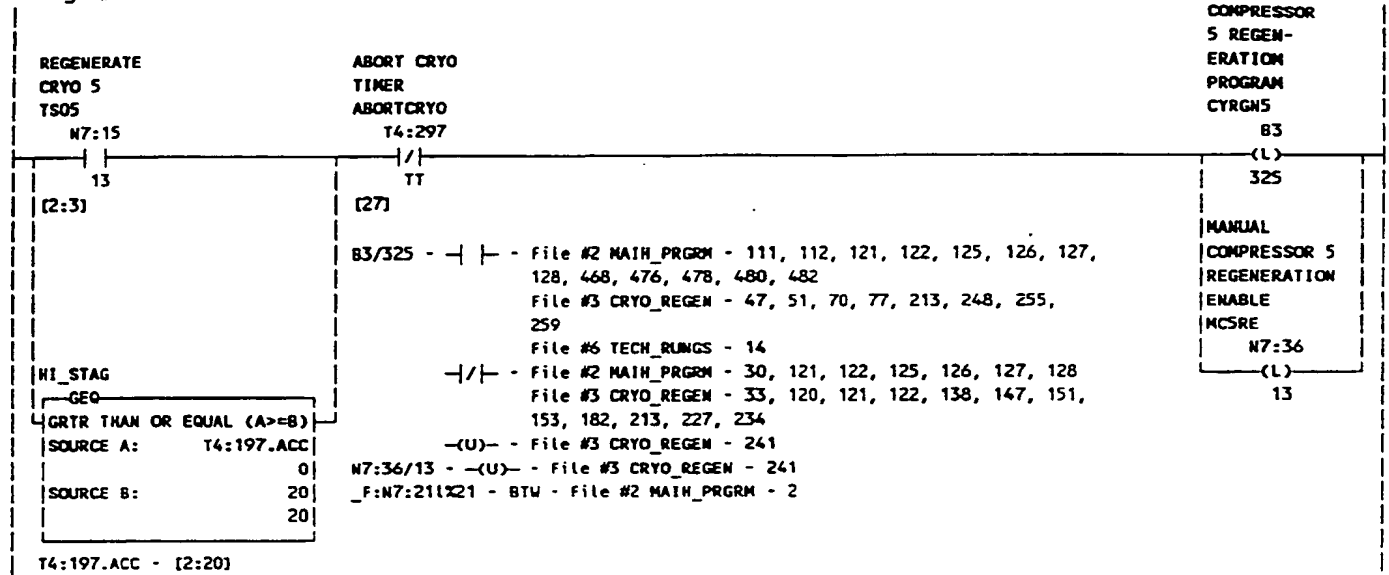 COMPRESSOR
5 REGEN-
ERATION
PROGRAM
CYRGN5
B3
(L)
325
REGENERATE
CRYO 5
TS05
N7:15
13
[2:3]
ABORT CRYO
TIMER
ABORTCRYO
T4:297
/
TT
[27]
B3/325 - ┤ ├ - File #2 MAIN_PRGRM - 111, 112, 121, 122, 125, 126, 127,
128, 468, 476, 478, 480, 482
File #3 CRYO_REGEN - 47, 51, 70, 77, 213, 248, 255,
259
File #6 TECH_RUNGS - 14
┤/├ - File #2 MAIN_PRGRM - 30, 121, 122, 125, 126, 127, 128
File #3 CRYO_REGEN - 33, 120, 121, 122, 138, 147, 151,
153, 182, 213, 227, 234
─(U)─ - File #3 CRYO_REGEN - 241
N7:36/13 - ─(U)─ - File #3 CRYO_REGEN - 241
- BTW - File #2 MAIN_PRGRM - 2
MANUAL
COMPRESSOR 5
REGENERATION
ENABLE
MC5RE
N7:36
(L)
13
HI_STAG
GEQ
GRTR THAN OR EQUAL (A>=B)
SOURCE A: T4:197.ACC
0
SOURCE B: 20
20
T4:197.ACC - [2:20]